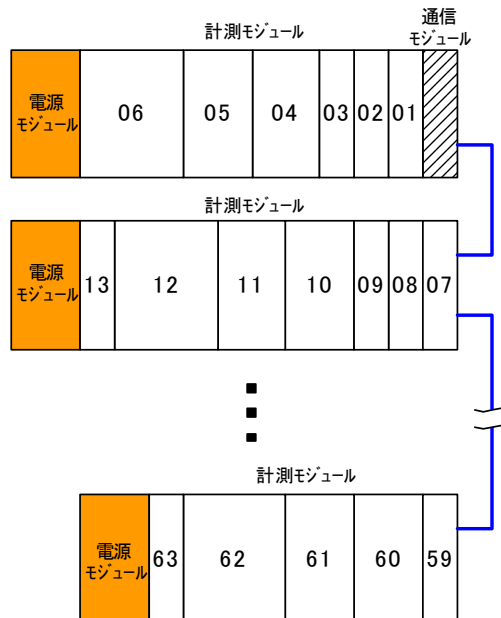 計測モジュール
通信
モジュール
電源
モジュール
06 05 04 03 02 01
計測モジュール
電源
モジュール
13 12 11 10 09 08 07
計測モジュール
電源
モジュール
63 62 61 60 59